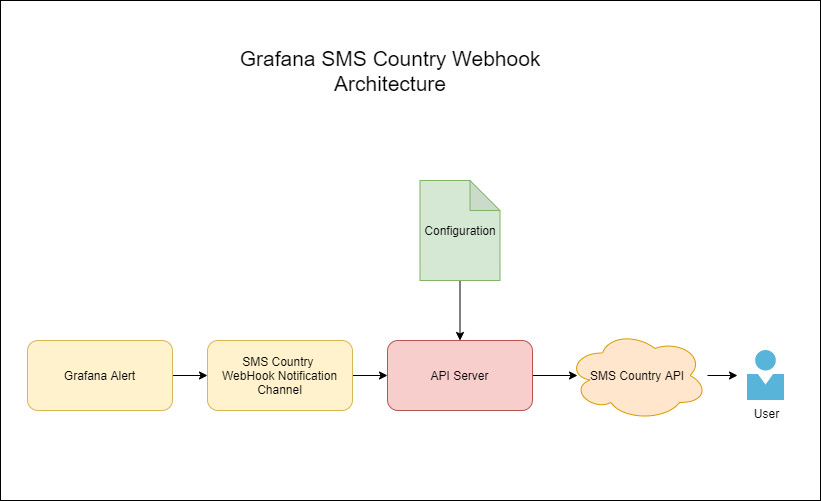 Grafana SMS Country Webhook
Architecture
Configuration
Grafana Alert
SMS Country
WebHook Notification
Channel
API Server
SMS Country API
User